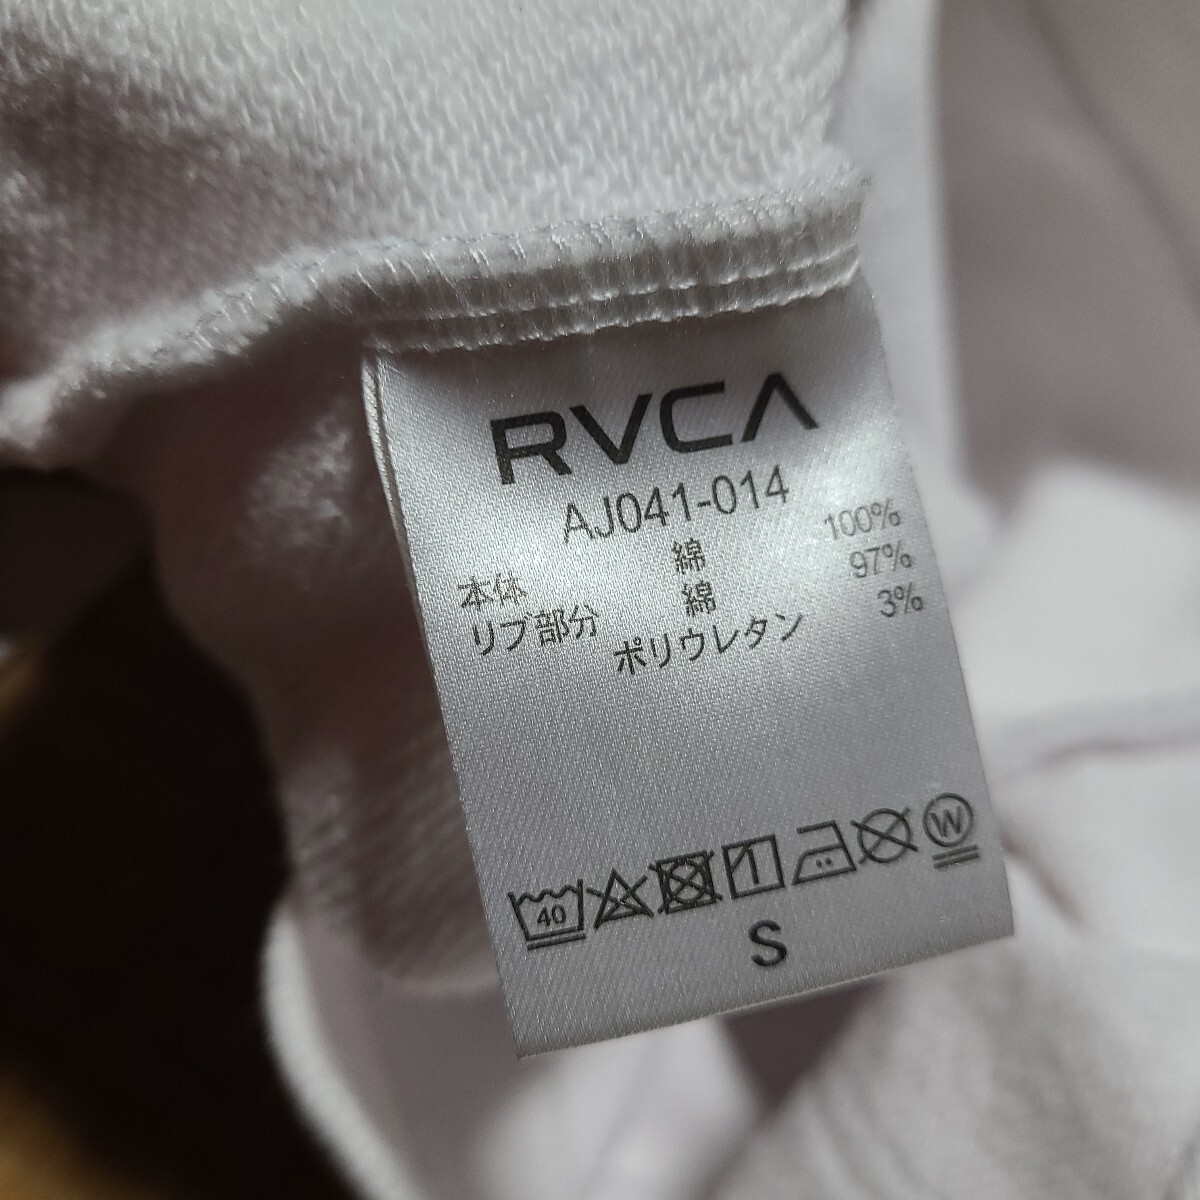 RVCA
AJ041-014
本体 綿 100%
リブ部分 綿 97%
ポリウレタン 3%
40 W
S